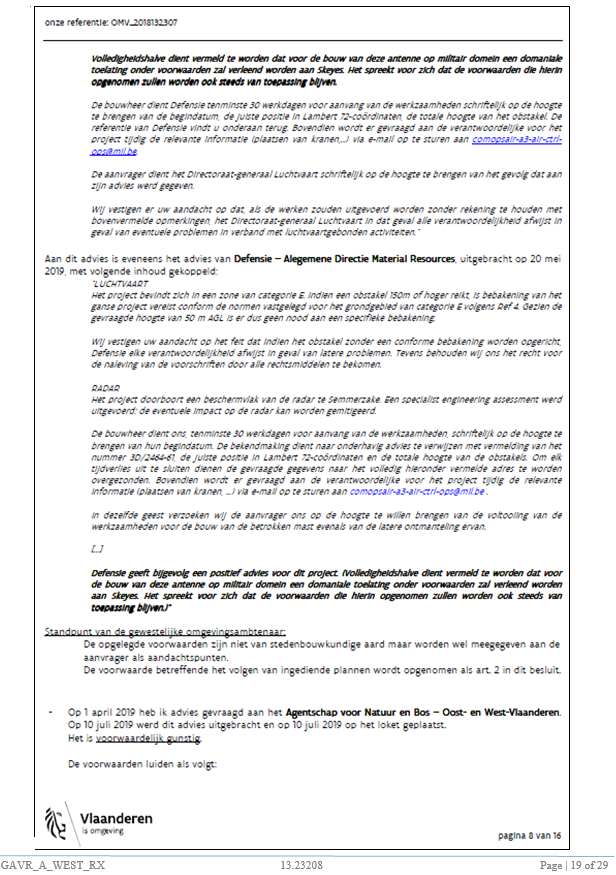 onze referentie: OMV_2018132307
Volledigheidshalve dient vermeld te worden dat voor de bouw van deze antenne op militair domein een domaniale
toelating onder voorwaarden zal verleend worden aan Skeyes. Het spreekt voor zich dat de voorwaarden die hierin
opgenomen zullen worden ook steeds van toepassing blijven.
De bouwheer dient Defensie tenminste 30 werkdagen voor aanvang van de werkzaamheden schriftelijk op de hoogte
te brengen van de begindatum, de juiste positie in Lambert 72-coördinaten, de totale hoogte van het obstakel. De
referentie van Defensie vindt u onderaan terug. Bovendien wordt er gevraagd aan de verantwoordelijke voor het
project tijdig de relevante informatie (plaatsen van kranen,...) via e-mail op te sturen aan comopsair-a3-air-ctrl-
ops@mil.be.
De aanvrager dient het Directoraat-generaal Luchtvaart schriftelijk op de hoogte te brengen van het gevolg dat aan
zijn advies werd gegeven.
Wij vestigen er uw aandacht op dat, als de werken zouden uitgevoerd worden zonder rekening te houden met
bovenvermelde opmerkingen, het Directoraat-generaal Luchtvaart in dat geval alle verantwoordelijkheid afwijst in
geval van eventuele problemen in verband met luchtvaartgebonden activiteiten."
Aan dit advies is eveneens het advies van Defensie – Alegemene Directie Material Resources, uitgebracht op 20 mei
2019, met volgende inhoud gekoppeld:
"LUCHTVAART
Het project bevindt zich in een zone van categorie E. Indien een obstakel 150m of hoger reikt, is bebakening van het
ganse project vereist conform de normen vastgelegd voor het grondgebied van categorie E volgens Ref 4. Gezien de
gevraagde hoogte van 50 m AGL is er dus geen nood aan een specifieke bebakening.
Wij vestigen uw aandacht op het feit dat indien het obstakel zonder een conforme bebakening worden opgericht,
Defensie elke verantwoordelijkheid afwijst in geval van latere problemen. Tevens behouden wij ons het recht voor
de naleving van de voorschriften door alle rechtsmiddelen te bekomen.
RADAR
Het project doorboort een beschermvlak van de radar te Semmerzake. Een specialist engineering assessment werd
uitgevoerd: de eventuele impact op de radar kan worden gemitigeerd.
De bouwheer dient ons, tenminste 30 werkdagen voor aanvang van de werkzaamheden, schriftelijk op de hoogte te
brengen van hun begindatum. De bekendmaking dient naar onderhavig advies te verwijzen met vermelding van het
nummer 3D/2464-61, de juiste positie in Lambert 72-coördinaten en de totale hoogte van de obstakels. Om elk
tijdverlies uit te sluiten dienen de gevraagde gegevens naar het volledig hieronder vermelde adres te worden
overgezonden. Bovendien wordt er gevraagd aan de verantwoordelijke voor het project tijdig de relevante
informatie (plaatsen van kranen, ...) via e-mail op te sturen aan comopsair-a3-air-ctrl-ops@mil.be .
In dezelfde geest verzoeken wij de aanvrager ons op de hoogte te willen brengen van de voltooiing van de
werkzaamheden voor de bouw van de betrokken mast evenals van de latere ontmanteling ervan.
[...]
Defensie geeft bijgevolg een positief advies voor dit project. (Volledigheidshalve dient vermeld te worden dat voor
de bouw van deze antenne op militair domein een domaniale toelating onder voorwaarden zal verleend worden
aan Skeyes. Het spreekt voor zich dat de voorwaarden die hierin opgenomen zullen worden ook steeds van
toepassing blijven.)"
Standpunt van de gewestelijke omgevingsambtenaar:
De opgelegde voorwaarden zijn niet van stedenbouwkundige aard maar worden wel meegegeven aan de
aanvrager als aandachtspunten.
De voorwaarde betreffende het volgen van ingediende plannen wordt opgenomen als art. 2 in dit besluit.
- Op 1 april 2019 heb ik advies gevraagd aan het Agentschap voor Natuur en Bos – Oost- en West-Vlaanderen.
Op 10 juli 2019 werd dit advies uitgebracht en op 10 juli 2019 op het loket geplaatst.
Het is voorwaardelijk gunstig.
De voorwaarden luiden als volgt:
Vlaanderen
is omgeving
pagina 8 van 16
GAVR_A_WEST_RX 13.23208 Page | 19 of 29